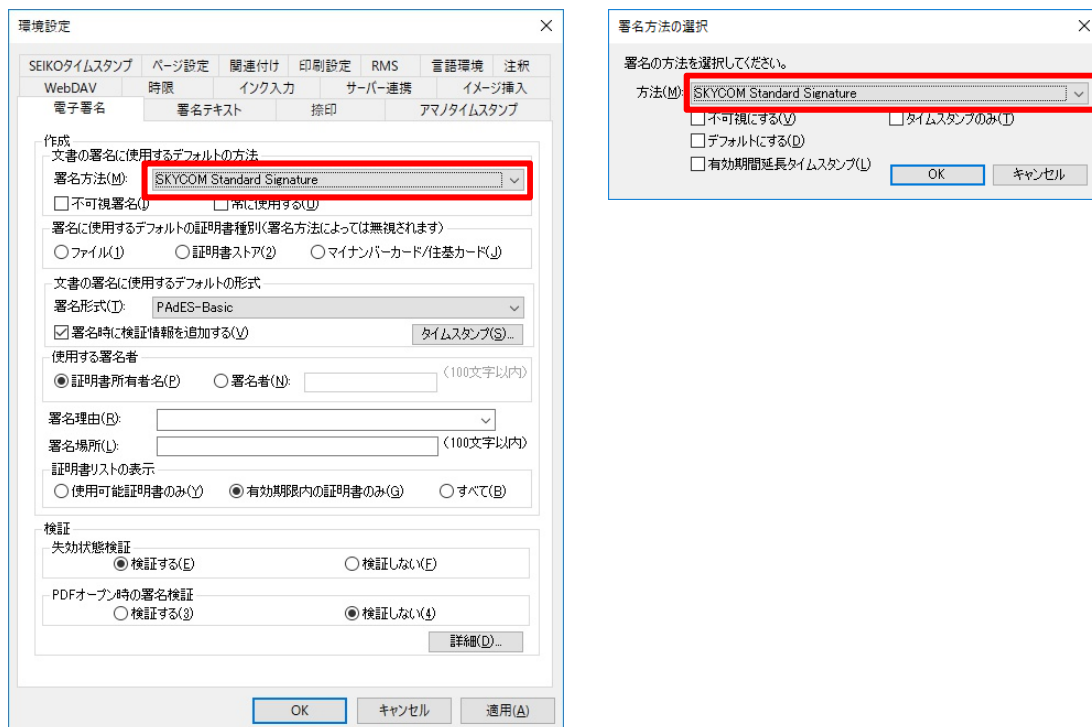 環境設定
SEIKOタイムスタンプ ページ設定 関連付け 印刷設定 RMS 言語環境 注釈
WebDAV 時限 インク入力 サーバー連携 イメージ挿入
電子署名 署名テキスト 捺印 アマノタイムスタンプ
作成
文書の署名に使用するデフォルトの方法
署名方法(M): SKYCOM Standard Signature
不可視署名(I) 常に使用する(U)
署名に使用するデフォルトの証明書種別(署名方法によっては無視されます)
ファイル(1) 証明書ストア(2) マイナンバーカード/住基カード(J)
文書の署名に使用するデフォルトの形式
署名形式(T): PAdES-Basic
署名時に検証情報を追加する(V) タイムスタンプ(S)...
使用する署名者
証明書所有者名(P) 署名者(N): (100文字以内)
署名理由(R):
署名場所(L): (100文字以内)
証明書リストの表示
使用可能証明書のみ(Y) 有効期限内の証明書のみ(G) すべて(B)
検証
失効状態検証
検証する(E) 検証しない(F)
PDFオープン時の署名検証
検証する(3) 検証しない(4)
詳細(D)...
OK キャンセル 適用(A)
署名方法の選択
署名の方法を選択してください。
方法(M): SKYCOM Standard Signature
不可視にする(V) タイムスタンプのみ(T)
デフォルトにする(D)
有効期間延長タイムスタンプ(L)
OK キャンセル